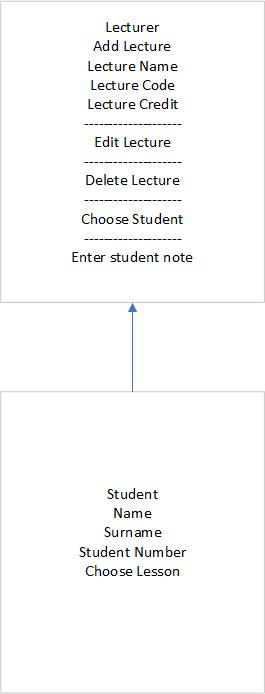 Lecturer
Add Lecture
Lecture Name
Lecture Code
Lecture Credit
---------------------
Edit Lecture
---------------------
Delete Lecture
---------------------
Choose Student
---------------------
Enter student note
Student
Name
Surname
Student Number
Choose Lesson